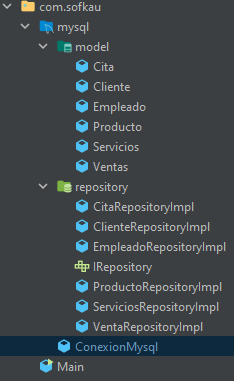 com.sofkau
mysql
model
Cita
Cliente
Empleado
Producto
Servicios
Ventas
repository
CitaRepositoryImpl
ClienteRepositoryImpl
EmpleadoRepositoryImpl
IRepository
ProductoRepositoryImpl
ServiciosRepositoryImpl
VentaRepositoryImpl
ConexionMysql
Main